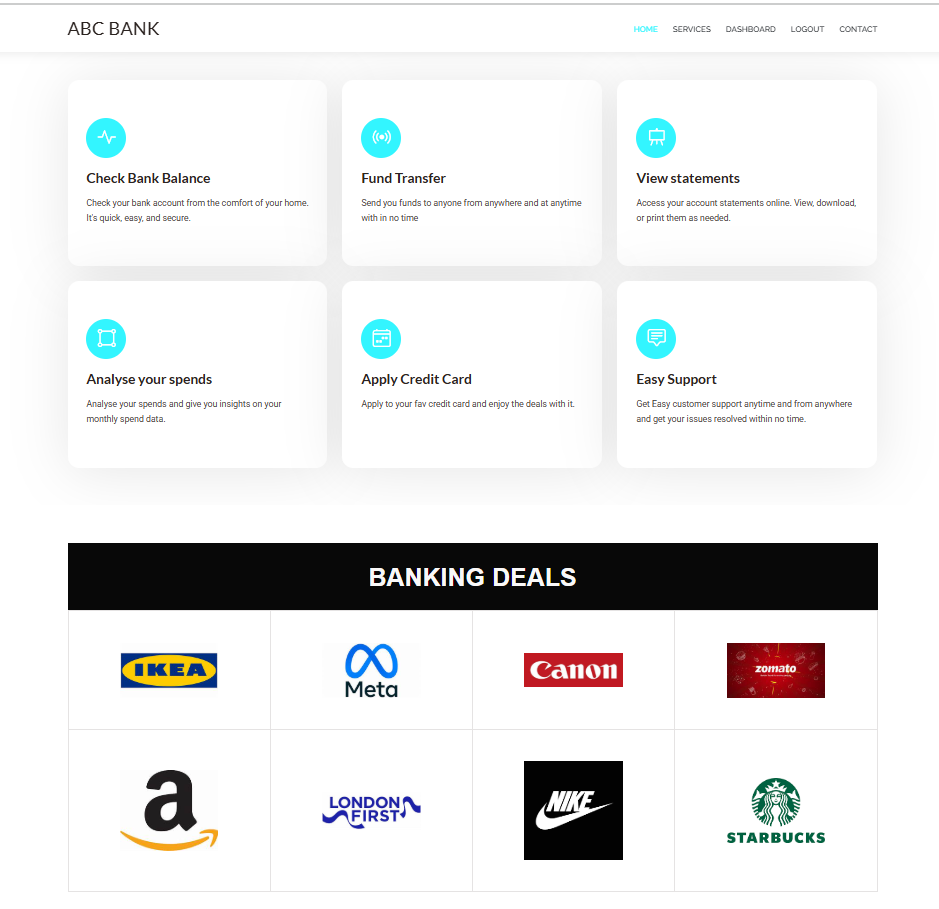 ABC BANK
HOME SERVICES DASHBOARD LOGOUT CONTACT
Check Bank Balance
Check your bank account from the comfort of your home.
It's quick, easy, and secure.
Fund Transfer
Send you funds to anyone from anywhere and at anytime
with in no time
View statements
Access your account statements online. View, download,
or print them as needed.
Analyse your spends
Analyse your spends and give you insights on your
monthly spend data.
Apply Credit Card
Apply to your fav credit card and enjoy the deals with it.
Easy Support
Get Easy customer support anytime and from anywhere
and get your issues resolved within no time.
BANKING DEALS
IKEA
Meta
Canon
zomato
a
LONDON
FIRST
NIKE
STARBUCKS